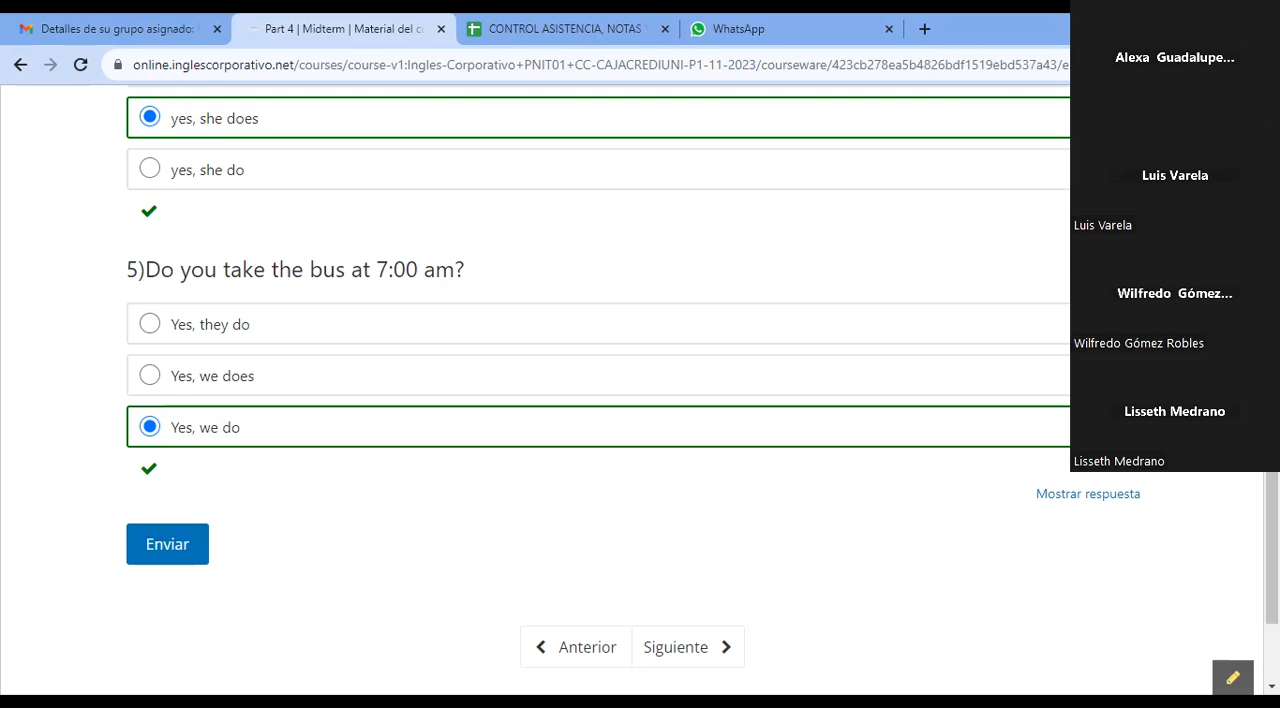 Detalles de su grupo asignado:
Part 4 | Midterm | Material del cu
CONTROL ASISTENCIA, NOTAS
WhatsApp
online.inglescorporativo.net/courses/course-v1:Ingles-Corporativo+PNIT01+CC-CAJACREDIUNI-P1-11-2023/courseware/423cb278ea5b4826bdf1519ebd537a43/e
yes, she does
yes, she do
5)Do you take the bus at 7:00 am?
Yes, they do
Yes, we does
Yes, we do
Mostrar respuesta
Enviar
Anterior
Siguiente
Alexa Guadalupe...
Luis Varela
Luis Varela
Wilfredo Gómez...
Wilfredo Gómez Robles
Lisseth Medrano
Lisseth Medrano